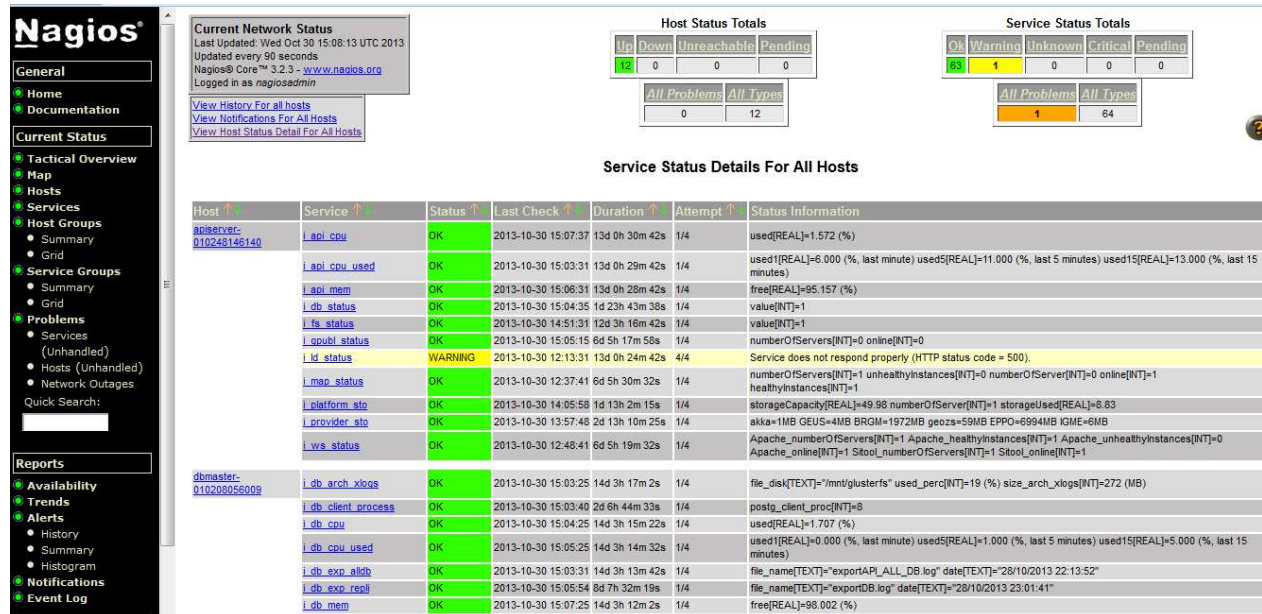 Nagios®
General
Home
Documentation
Current Status
Tactical Overview
Map
Hosts
Services
Host Groups
Summary
Grid
Service Groups
Summary
Grid
Problems
Services
(Unhandled)
Hosts (Unhandled)
Network Outages
Quick Search:
Reports
Availability
Trends
Alerts
History
Summary
Histogram
Notifications
Event Log
Current Network Status
Last Updated: Wed Oct 30 15:08:13 UTC 2013
Updated every 90 seconds
Nagios® Core™ 3.2.3 - www.nagios.org
Logged in as nagiosadmin
View History For all hosts
View Notifications For All Hosts
View Host Status Detail For All Hosts
Host Status Totals
Up Down Unreachable Pending
12 0 0 0
All Problems All Types
0 12
Service Status Totals
Ok Warning Unknown Critical Pending
63 1 0 0 0
All Problems All Types
1 64
?
Service Status Details For All Hosts
Host Service Status Last Check Duration Attempt Status Information
apiserver-
010248146140
i_api_cpu OK 2013-10-30 15:07:37 13d 0h 30m 42s 1/4 used[REAL]=1.572 (%)
i_api_cpu_used OK 2013-10-30 15:03:31 13d 0h 29m 42s 1/4 used1[REAL]=6.000 (%, last minute) used5[REAL]=11.000 (%, last 5 minutes) used15[REAL]=13.000 (%, last 15
minutes)
i_api_mem OK 2013-10-30 15:06:31 13d 0h 28m 42s 1/4 free[REAL]=95.157 (%)
i_db_status OK 2013-10-30 15:04:35 1d 23h 43m 38s 1/4 value[INT]=1
i_fs_status OK 2013-10-30 14:51:31 12d 3h 16m 42s 1/4 value[INT]=1
i_gpubl_status OK 2013-10-30 15:05:15 6d 5h 17m 58s 1/4 numberOfServers[INT]=0 online[INT]=0
i_ld_status WARNING 2013-10-30 12:13:31 13d 0h 24m 42s 4/4 Service does not respond properly (HTTP status code = 500).
i_map_status OK 2013-10-30 12:37:41 6d 5h 30m 32s 1/4 numberOfServers[INT]=1 unhealthyInstances[INT]=0 numberOfServer[INT]=0 online[INT]=1
healthyInstances[INT]=1
i_platform_sto OK 2013-10-30 14:05:58 1d 13h 2m 15s 1/4 storageCapacity[REAL]=49.98 numberOfServer[INT]=1 storageUsed[REAL]=8.83
i_provider_sto OK 2013-10-30 13:57:48 2d 13h 10m 25s 1/4 akka=1MB GEUS=4MB BRGM=1972MB geozs=59MB EPPO=6994MB IGME=6MB
i_ws_status OK 2013-10-30 12:48:41 6d 5h 19m 32s 1/4 Apache_numberOfServers[INT]=1 Apache_healthyInstances[INT]=1 Apache_unhealthyInstances[INT]=0
Apache_online[INT]=1 Sitool_numberOfServers[INT]=1 Sitool_online[INT]=1
dbmaster-
010208056009
i_db_arch_xlogs OK 2013-10-30 15:03:25 14d 3h 17m 2s 1/4 file_disk[TEXT]="/mnt/glusterfs" used_perc[INT]=19 (%) size_arch_xlogs[INT]=272 (MB)
i_db_client_process OK 2013-10-30 15:03:40 2d 6h 44m 33s 1/4 postg_client_proc[INT]=8
i_db_cpu OK 2013-10-30 15:04:25 14d 3h 15m 22s 1/4 used[REAL]=1.707 (%)
i_db_cpu_used OK 2013-10-30 15:05:25 14d 3h 14m 32s 1/4 used1[REAL]=0.000 (%, last minute) used5[REAL]=1.000 (%, last 5 minutes) used15[REAL]=5.000 (%, last 15
minutes)
i_db_exp_alldb OK 2013-10-30 15:03:31 14d 3h 13m 42s 1/4 file_name[TEXT]="exportAPI_ALL_DB.log" date[TEXT]="28/10/2013 22:13:52"
i_db_exp_repli OK 2013-10-30 15:05:54 8d 7h 32m 19s 1/4 file_name[TEXT]="exportDB.log" date[TEXT]="28/10/2013 23:01:41"
i_db_mem OK 2013-10-30 15:07:25 14d 3h 12m 2s 1/4 free[REAL]=98.002 (%)